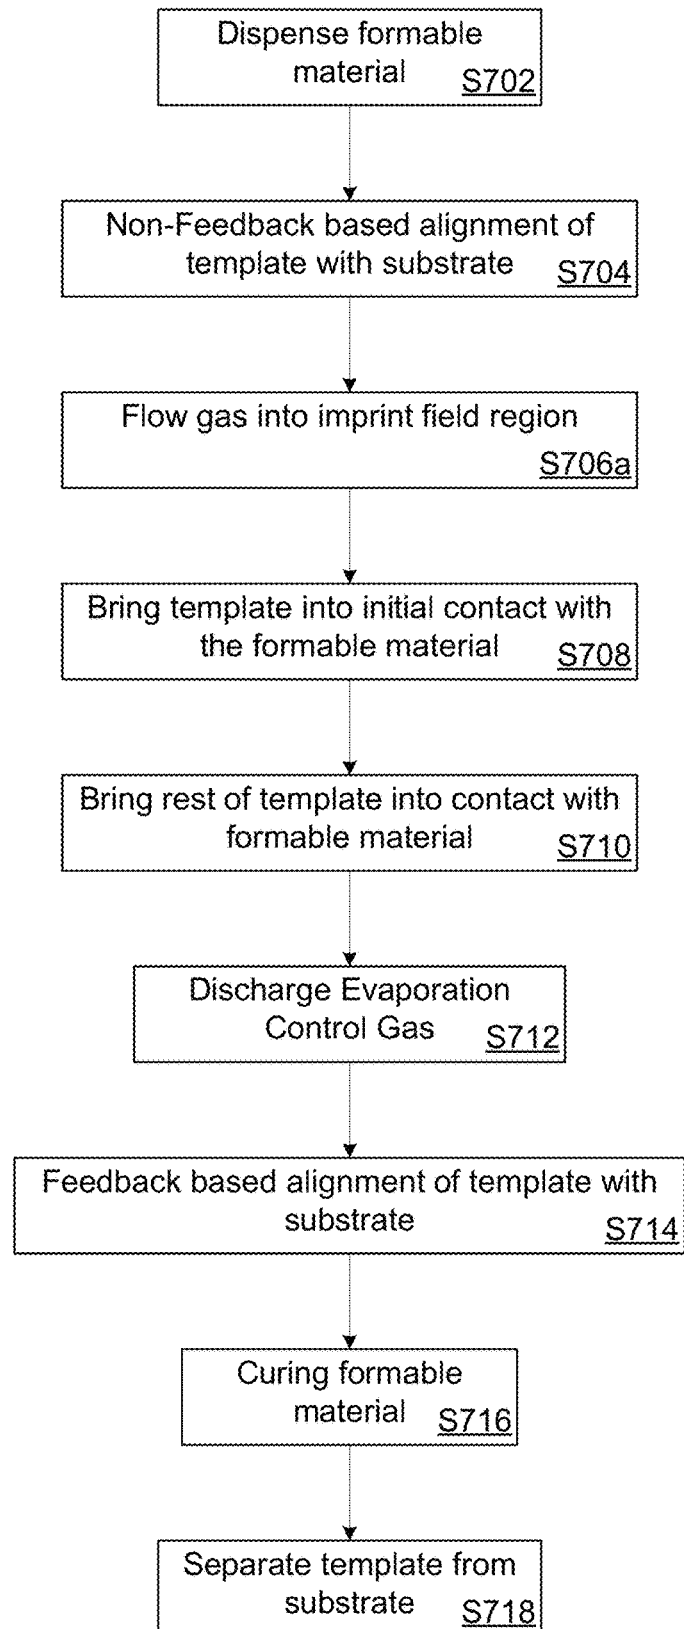 Dispense formable
material
S702
Non-Feedback based alignment of
template with substrate
S704
Flow gas into imprint field region
S706a
Bring template into initial contact with
the formable material
S708
Bring rest of template into contact with
formable material
S710
Discharge Evaporation
Control Gas
S712
Feedback based alignment of template with
substrate
S714
Curing formable
material
S716
Separate template from
substrate
S718